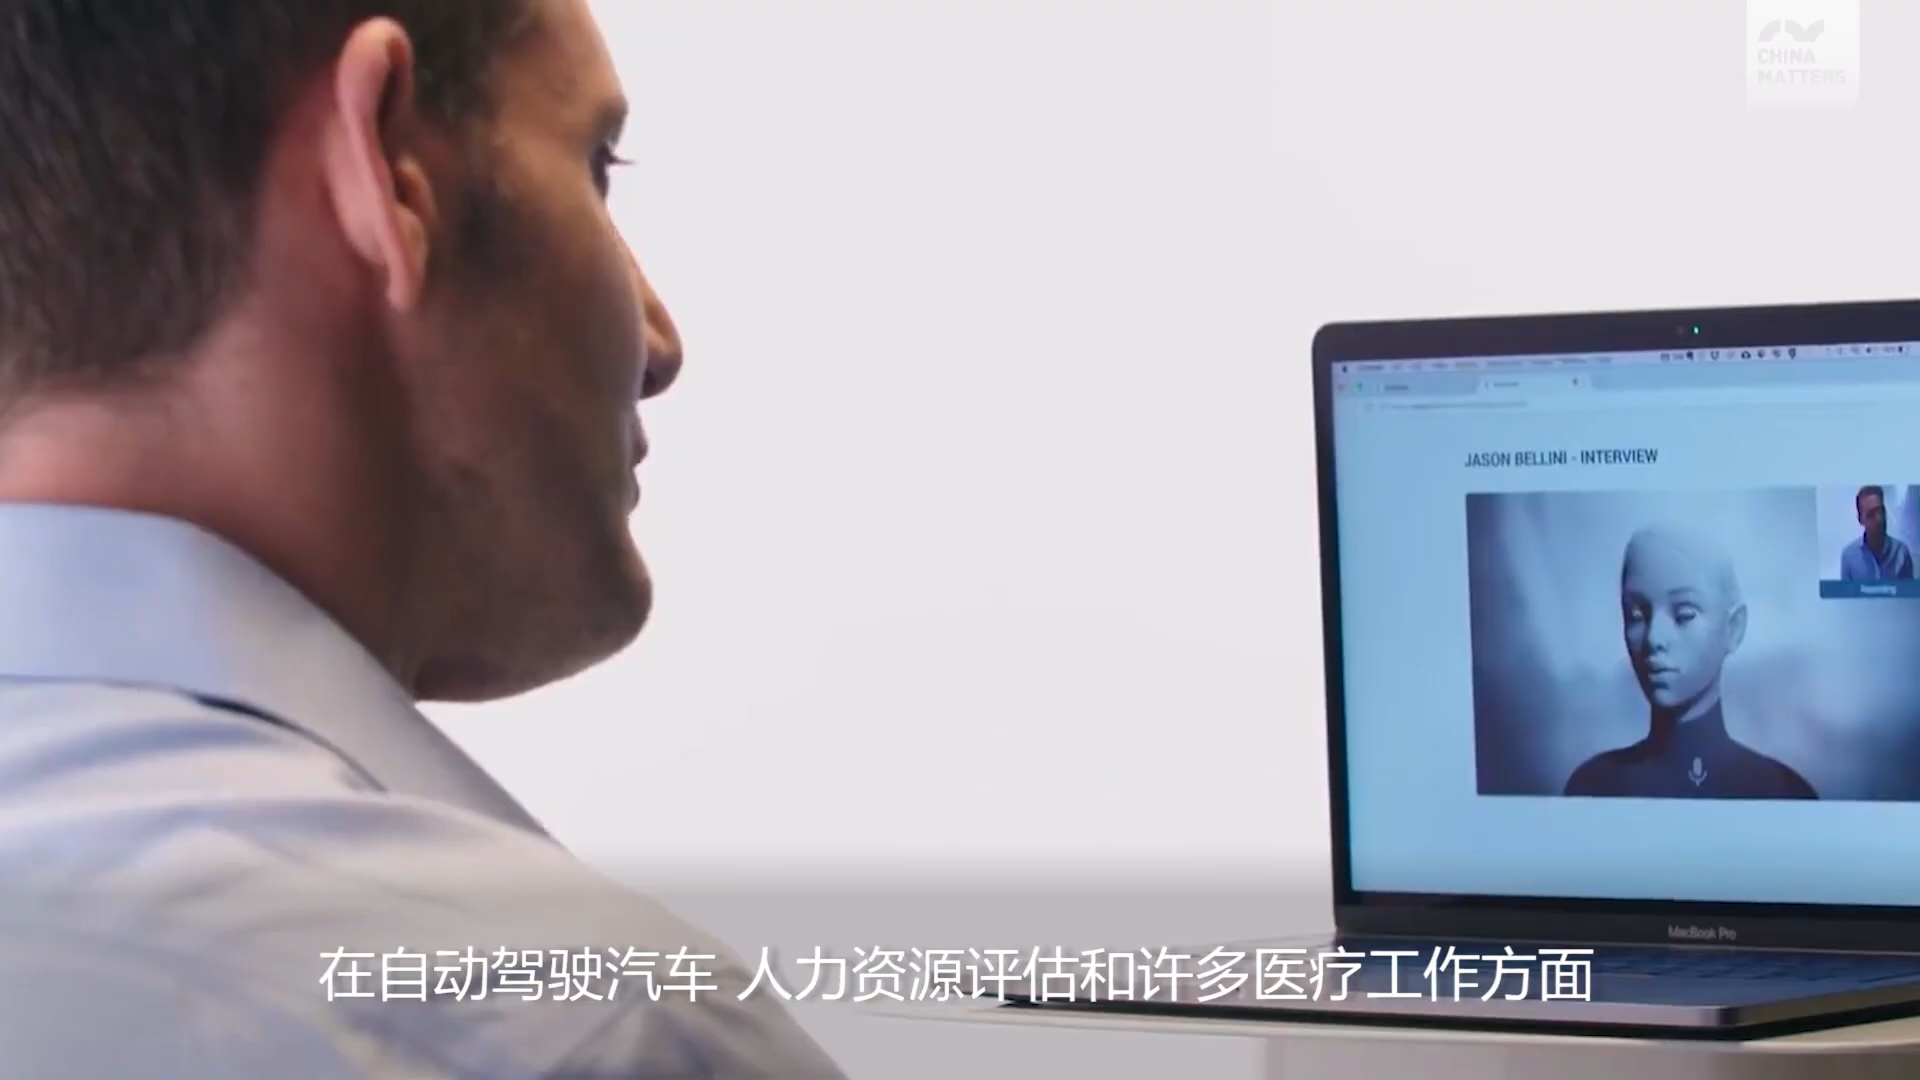 CHINA
MATTERS
JASON BELLINI - INTERVIEW
Recording
MacBook Pro
在自动驾驶汽车 人力资源评估和许多医疗工作方面